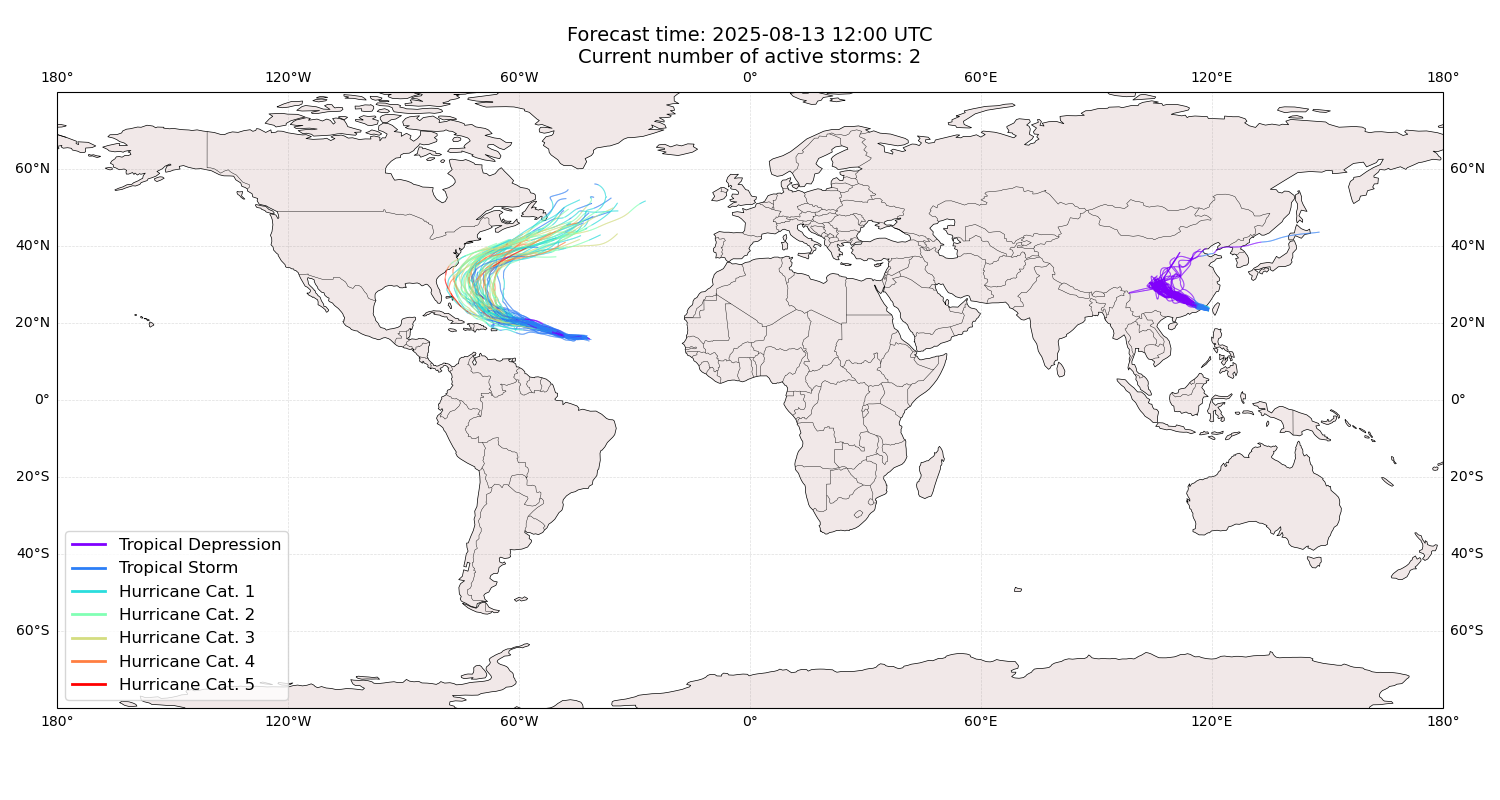 Forecast time: 2025-08-13 12:00 UTC
Current number of active storms: 2
180° 120°W 60°W 0° 60°E 120°E 180°
60°N 60°N
40°N 40°N
20°N 20°N
0° 0°
20°S 20°S
40°S 40°S
60°S 60°S
Tropical Depression
Tropical Storm
Hurricane Cat. 1
Hurricane Cat. 2
Hurricane Cat. 3
Hurricane Cat. 4
Hurricane Cat. 5
180° 120°W 60°W 0° 60°E 120°E 180°